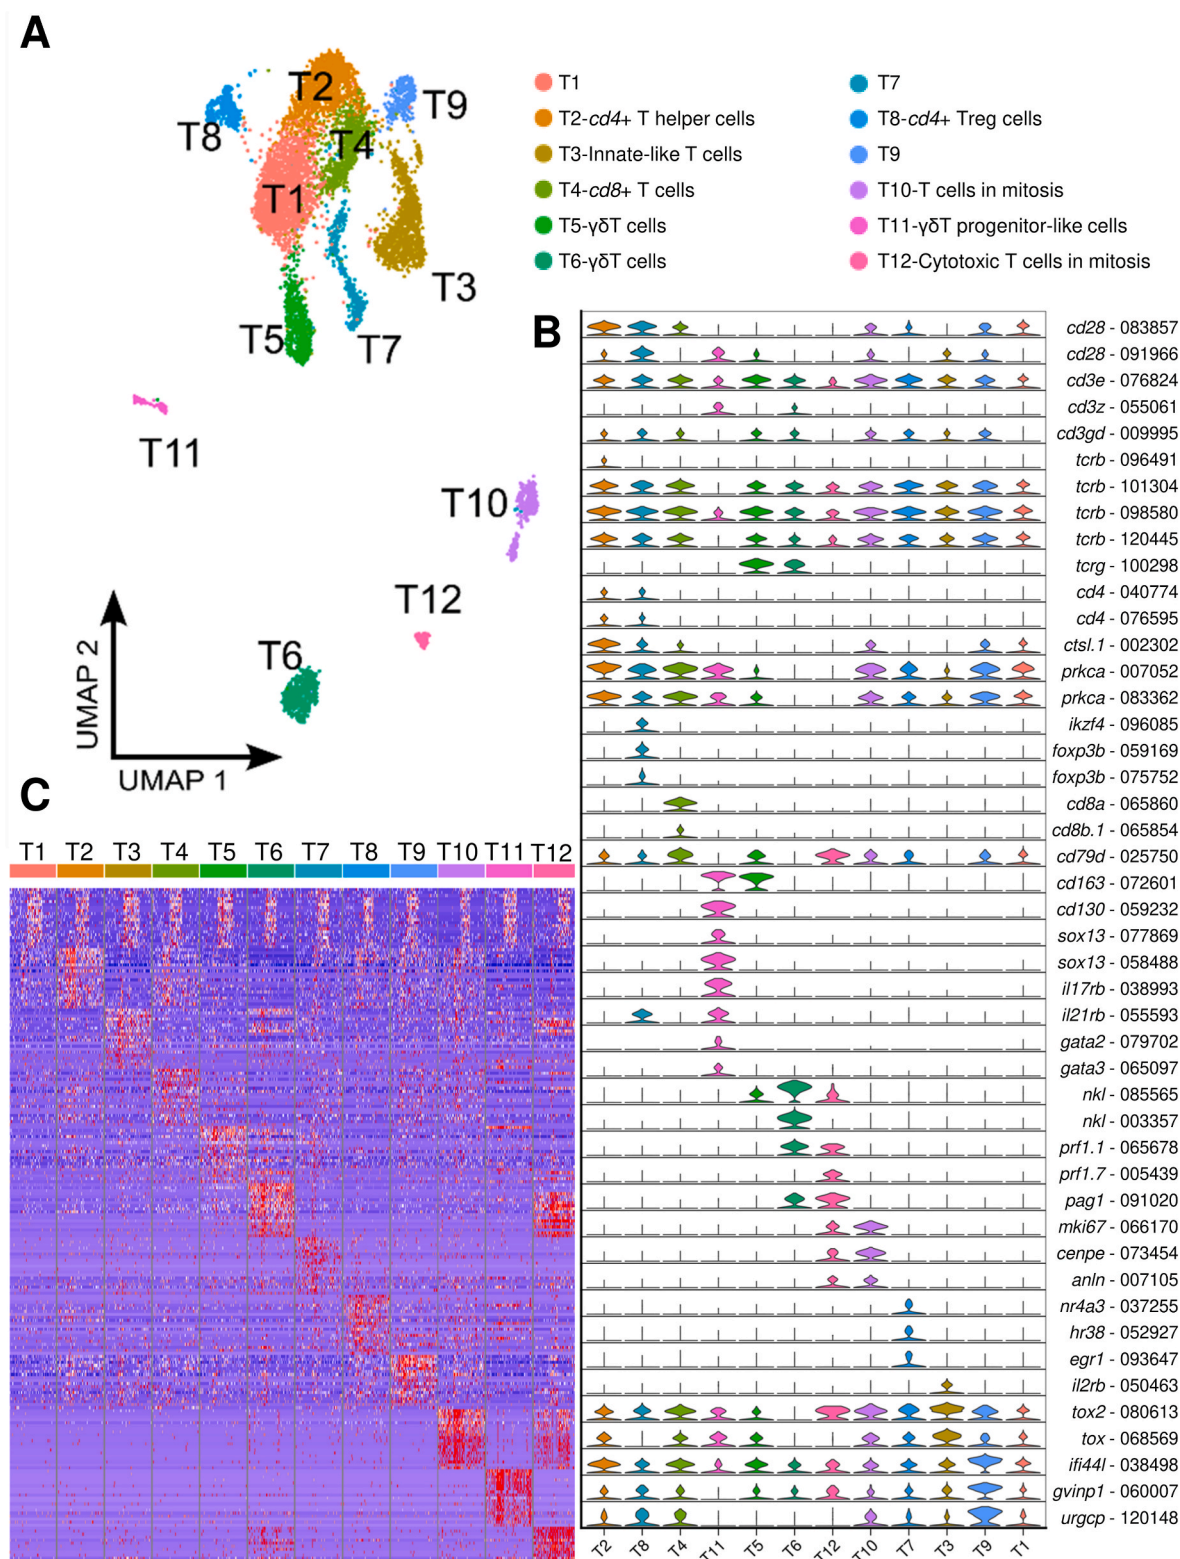 A
T1
T2
T3
T4
T5
T6
T7
T8
T9
T10
T11
T12
UMAP 2
UMAP 1
T1
T2-cd4+ T helper cells
T3-Innate-like T cells
T4-cd8+ T cells
T5-γδT cells
T6-γδT cells
T7
T8-cd4+ Treg cells
T9
T10-T cells in mitosis
T11-γδT progenitor-like cells
T12-Cytotoxic T cells in mitosis
B
cd28 - 083857
cd28 - 091966
cd3e - 076824
cd3z - 055061
cd3gd - 009995
tcrb - 096491
tcrb - 101304
tcrb - 098580
tcrb - 120445
tcrg - 100298
cd4 - 040774
cd4 - 076595
ctsl.1 - 002302
prkca - 007052
prkca - 083362
ikzf4 - 096085
foxp3b - 059169
foxp3b - 075752
cd8a - 065860
cd8b.1 - 065854
cd79d - 025750
cd163 - 072601
cd130 - 059232
sox13 - 077869
sox13 - 058488
il17rb - 038993
il21rb - 055593
gata2 - 079702
gata3 - 065097
nkl - 085565
nkl - 003357
prf1.1 - 065678
prf1.7 - 005439
pag1 - 091020
mki67 - 066170
cenpe - 073454
anln - 007105
nr4a3 - 037255
hr38 - 052927
egr1 - 093647
il2rb - 050463
tox2 - 080613
tox - 068569
ifi44l - 038498
gvinp1 - 060007
urgcp - 120148
T2 T8 T4 T11 T5 T6 T12 T10 T7 T3 T9 T1
C
T1 T2 T3 T4 T5 T6 T7 T8 T9 T10 T11 T12